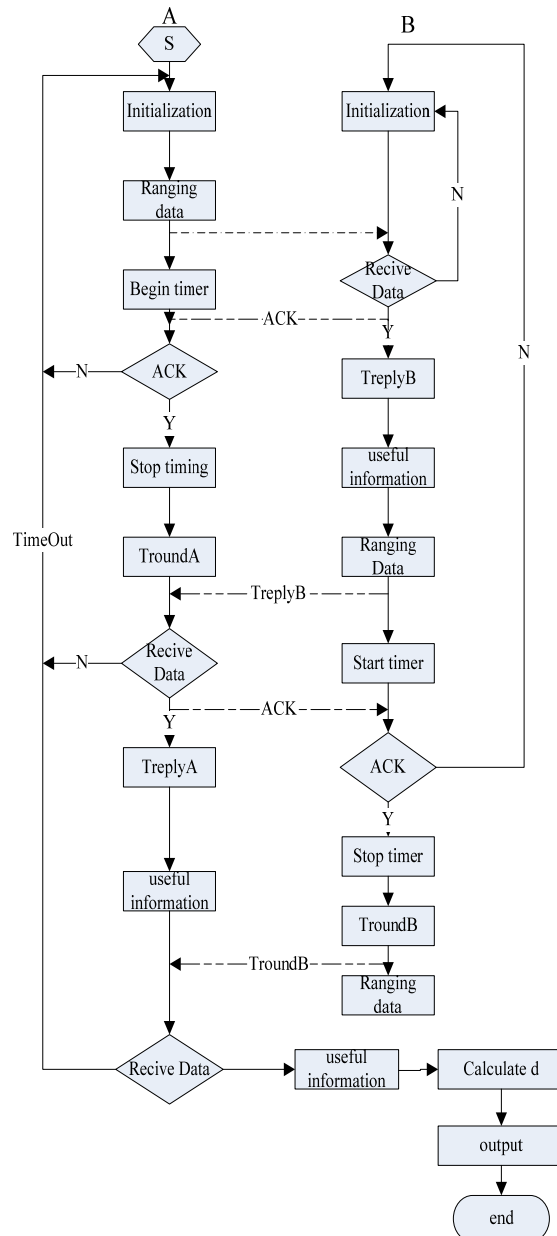 A
B
S
Initialization
Initialization
Ranging
data
N
Recive
Data
Begin timer
ACK
Y
N
ACK
N
TreplyB
Y
Stop timing
useful
information
TimeOut
TroundA
Ranging
Data
TreplyB
Recive
Data
N
Start timer
ACK
Y
TreplyA
ACK
Y
Stop timer
useful
information
TroundB
TroundB
Ranging
data
Recive Data
useful
information
Calculate d
output
end